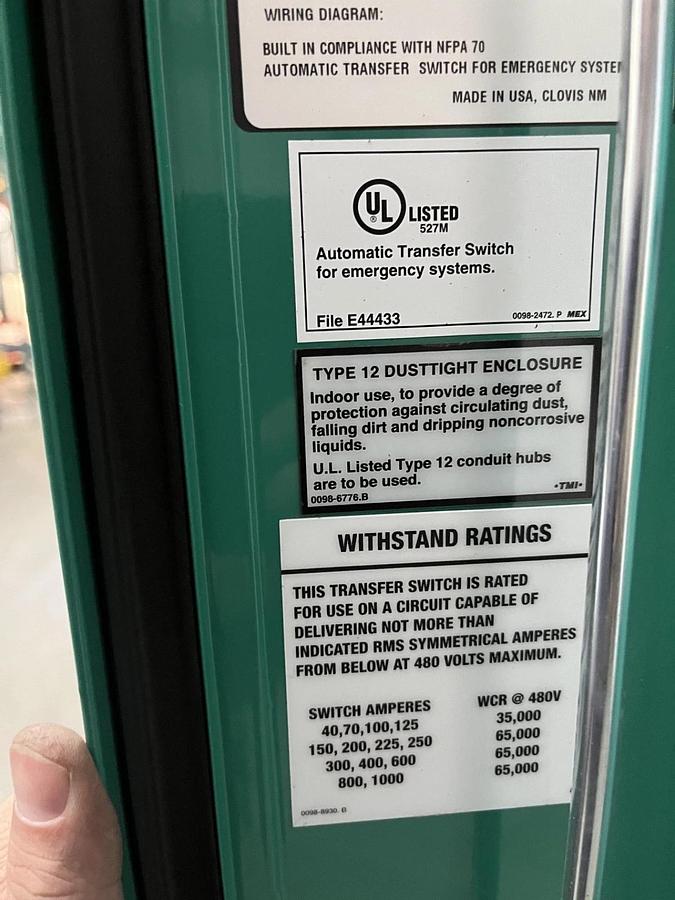 WIRING DIAGRAM:
BUILT IN COMPLIANCE WITH NFPA 70
AUTOMATIC TRANSFER SWITCH FOR EMERGENCY SYSTE
MADE IN USA, CLOVIS NM
UL ® LISTED
527M
Automatic Transfer Switch
for emergency systems.
File E44433
0098-2472. P MEX
TYPE 12 DUSTTIGHT ENCLOSURE
Indoor use, to provide a degree of
protection against circulating dust,
falling dirt and dripping noncorrosive
liquids.
U.L. Listed Type 12 conduit hubs
are to be used.
0098-6776.B
•TMI•
WITHSTAND RATINGS
THIS TRANSFER SWITCH IS RATED
FOR USE ON A CIRCUIT CAPABLE OF
DELIVERING NOT MORE THAN
INDICATED RMS SYMMETRICAL AMPERES
FROM BELOW AT 480 VOLTS MAXIMUM.
SWITCH AMPERES WCR @ 480V
40,70,100,125 35,000
150, 200, 225, 250 65,000
300, 400, 600 65,000
800, 1000 65,000
0098-8930. B